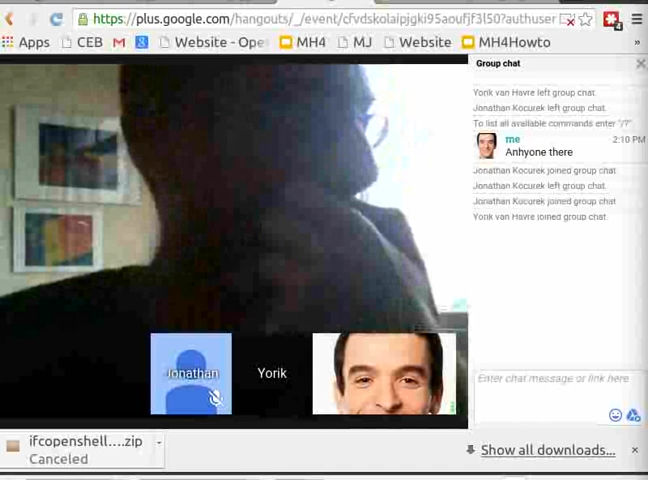 https://plus.google.com/hangouts/_/event/cfvdskolaipjgki95aoufjf3l50?authuser
Apps CEB MJ Website - Ope MH4 MJ Website MH4Howto »
Group chat
Yorik van Havre left group chat.
Jonathan Kocurek left group chat.
To list all available commands enter "/?"
me 2:10 PM
Anhyone there
Jonathan Kocurek joined group chat.
Jonathan Kocurek left group chat.
Jonathan Kocurek joined group chat.
Yorik van Havre joined group chat.
Jonathan Yorik
Enter chat message or link here
ifcopenshell....zip
Canceled
Show all downloads...